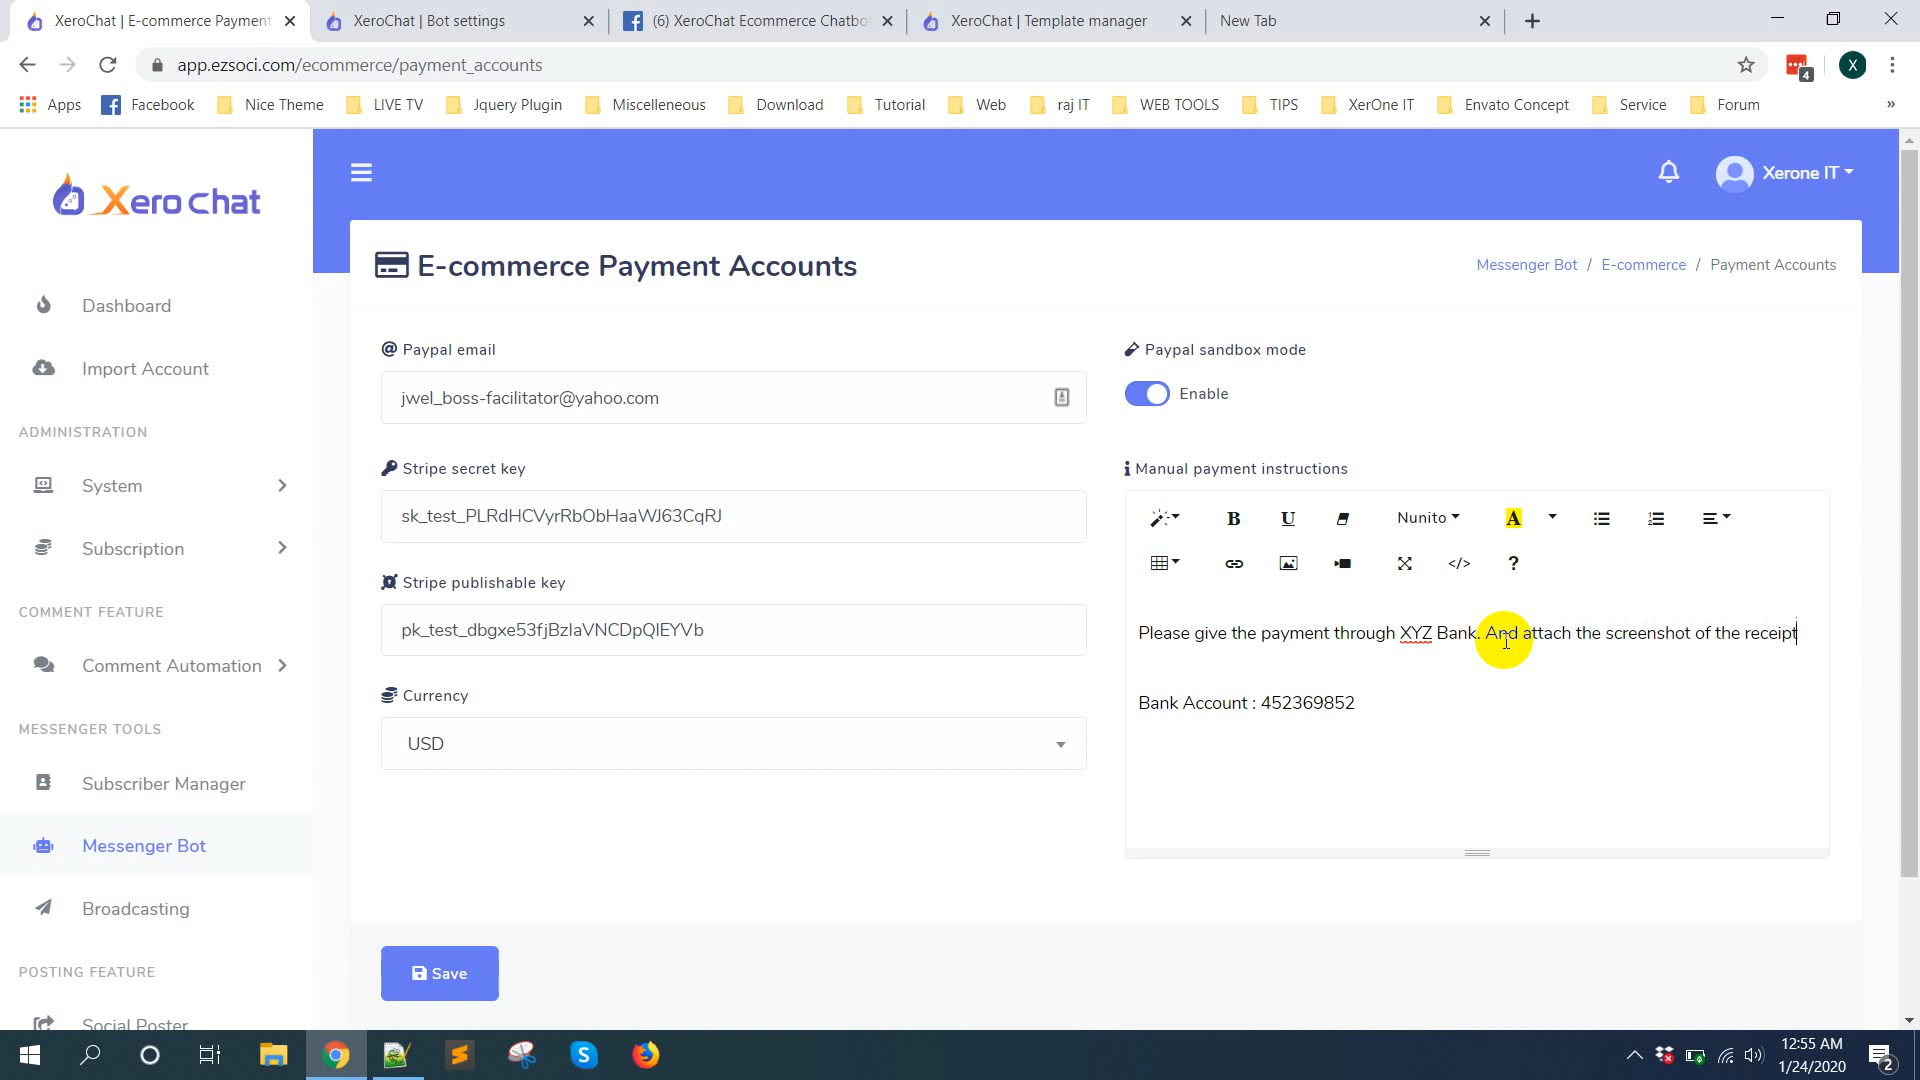 XeroChat | E-commerce Payment
XeroChat | Bot settings
(6) XeroChat Ecommerce Chatbo
XeroChat | Template manager
New Tab
app.ezsoci.com/ecommerce/payment_accounts
4
X
Apps
Facebook
Nice Theme
LIVE TV
Jquery Plugin
Miscelleneous
Download
Tutorial
Web
raj IT
WEB TOOLS
TIPS
XerOne IT
Envato Concept
Service
Forum
»
Xero Chat
Xerone IT
E-commerce Payment Accounts
Messenger Bot / E-commerce / Payment Accounts
Dashboard
Import Account
ADMINISTRATION
System
Subscription
COMMENT FEATURE
Comment Automation
MESSENGER TOOLS
Subscriber Manager
Messenger Bot
Broadcasting
POSTING FEATURE
Social Poster
@ Paypal email
jwel_boss-facilitator@yahoo.com
Stripe secret key
sk_test_PLRdHCVyrRbObHaaWJ63CqRJ
Stripe publishable key
pk_test_dbgxe53fjBzlaVNCDpQIEYVb
Currency
USD
Paypal sandbox mode
Enable
Manual payment instructions
B U Nunito A
</> ?
Please give the payment through XYZ Bank. And attach the screenshot of the receipt
Bank Account : 452369852
Save
12:55 AM
1/24/2020
2